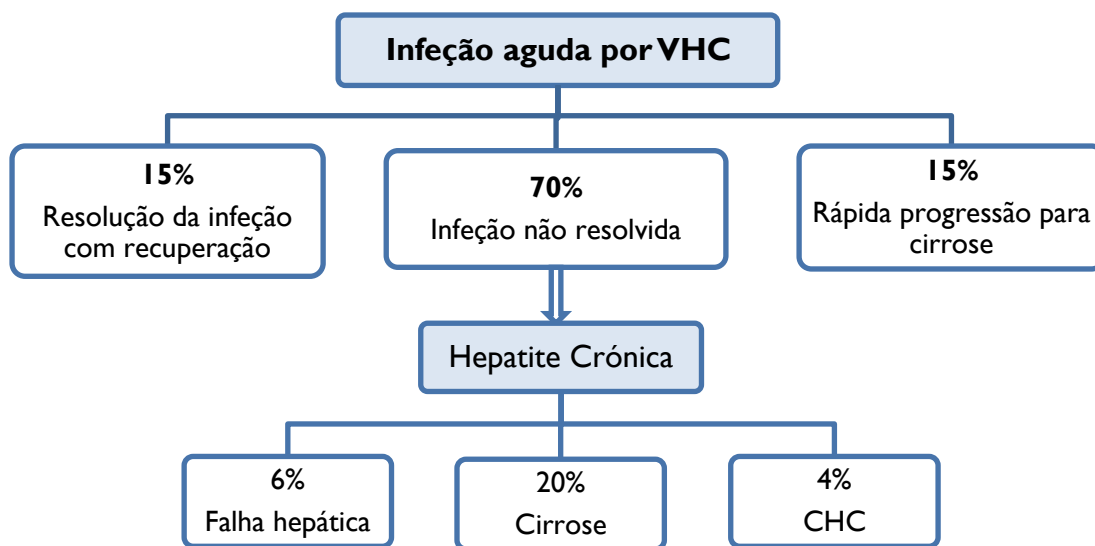 Infeção aguda por VHC
15%
Resolução da infeção
com recuperação
70%
Infeção não resolvida
15%
Rápida progressão para
cirrose
Hepatite Crónica
6%
Falha hepática
20%
Cirrose
4%
CHC